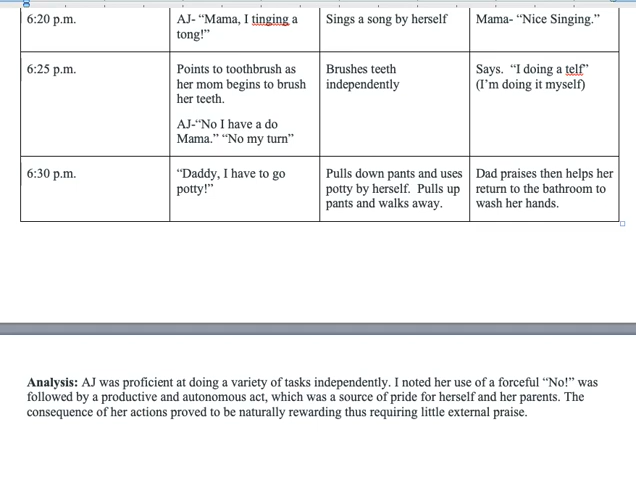 6:20 p.m.
AJ- “Mama, I tinging a
tong!”
Sings a song by herself
Mama- “Nice Singing.”
6:25 p.m.
Points to toothbrush as
her mom begins to brush
her teeth.
AJ-“No I have a do
Mama.” “No my turn”
Brushes teeth
independently
Says. “I doing a telf”
(I’m doing it myself)
6:30 p.m.
“Daddy, I have to go
potty!”
Pulls down pants and uses
potty by herself. Pulls up
pants and walks away.
Dad praises then helps her
return to the bathroom to
wash her hands.
Analysis: AJ was proficient at doing a variety of tasks independently. I noted her use of a forceful “No!” was
followed by a productive and autonomous act, which was a source of pride for herself and her parents. The
consequence of her actions proved to be naturally rewarding thus requiring little external praise.